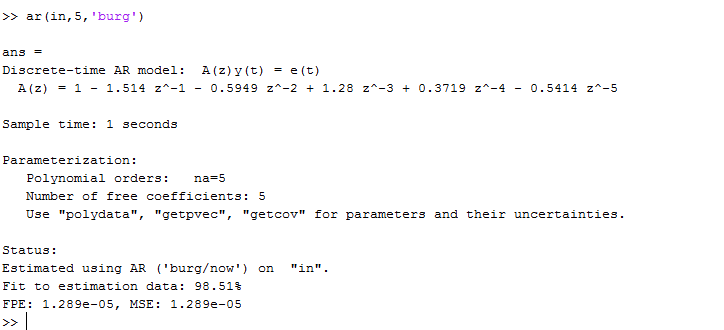 >> ar(in,5,'burg')
ans =
Discrete-time AR model:  A(z)y(t) = e(t)
  A(z) = 1 - 1.514 z^-1 - 0.5949 z^-2 + 1.28 z^-3 + 0.3719 z^-4 - 0.5414 z^-5
Sample time: 1 seconds
Parameterization:
   Polynomial orders:   na=5
   Number of free coefficients: 5
   Use "polydata", "getpvec", "getcov" for parameters and their uncertainties.
Status:
Estimated using AR ('burg/now') on  "in".
Fit to estimation data: 98.51%
FPE: 1.289e-05, MSE: 1.289e-05
>>